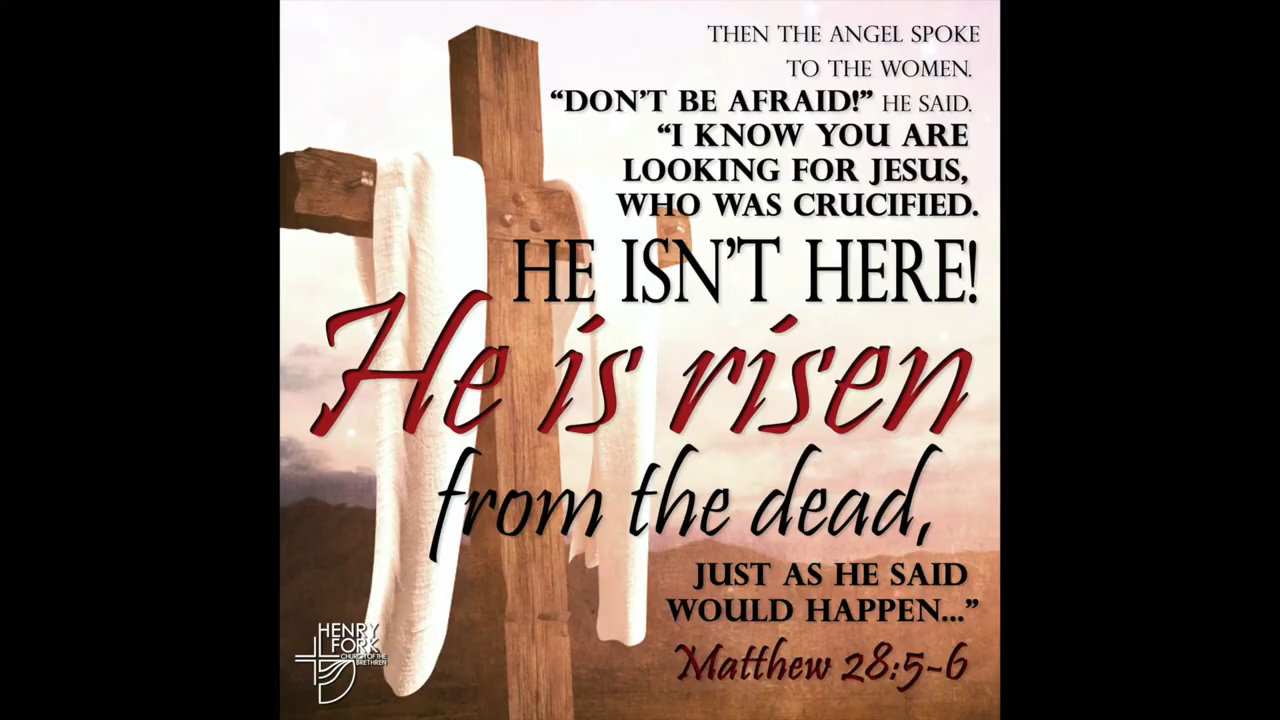 THEN THE ANGEL SPOKE
TO THE WOMEN.
“DON’T BE AFRAID!” HE SAID.
“I KNOW YOU ARE
LOOKING FOR JESUS,
WHO WAS CRUCIFIED.
HE ISN’T HERE!
He is risen
from the dead,
JUST AS HE SAID
WOULD HAPPEN...”
Matthew 28:5-6
HENRY
FORK
CHURCH OF THE
BRETHREN